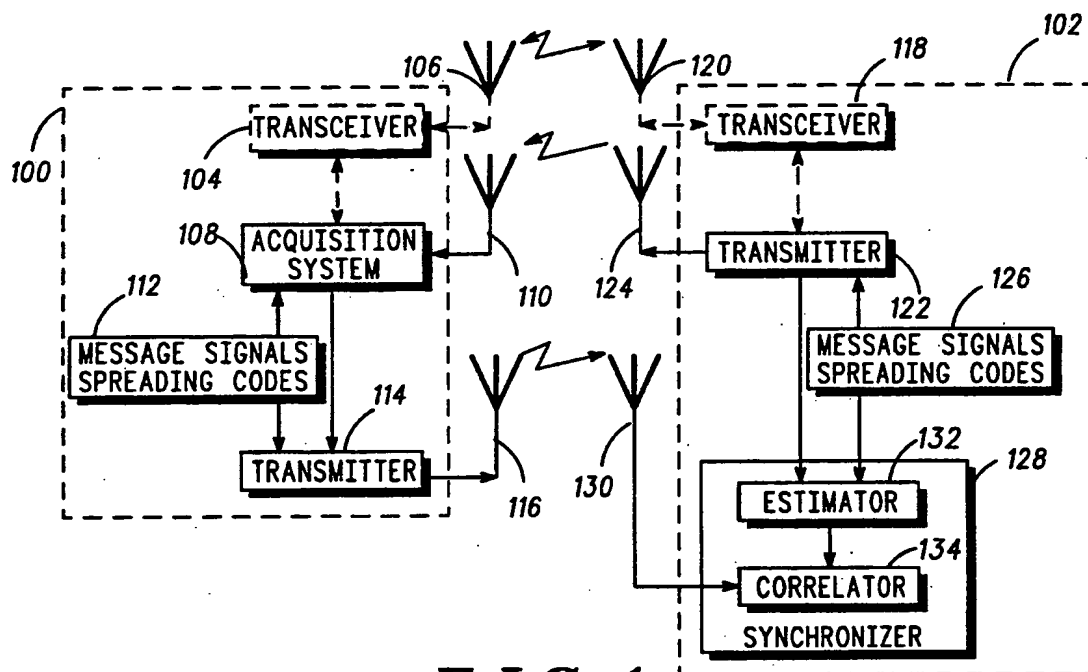 102
106
120
118
TRANSCEIVER
TRANSCEIVER
100
104
108
ACQUISITION
SYSTEM
110
124
TRANSMITTER
122
126
112
MESSAGE SIGNALS
SPREADING CODES
MESSAGE SIGNALS
SPREADING CODES
114
TRANSMITTER
116
130
132
128
ESTIMATOR
134
CORRELATOR
SYNCHRONIZER